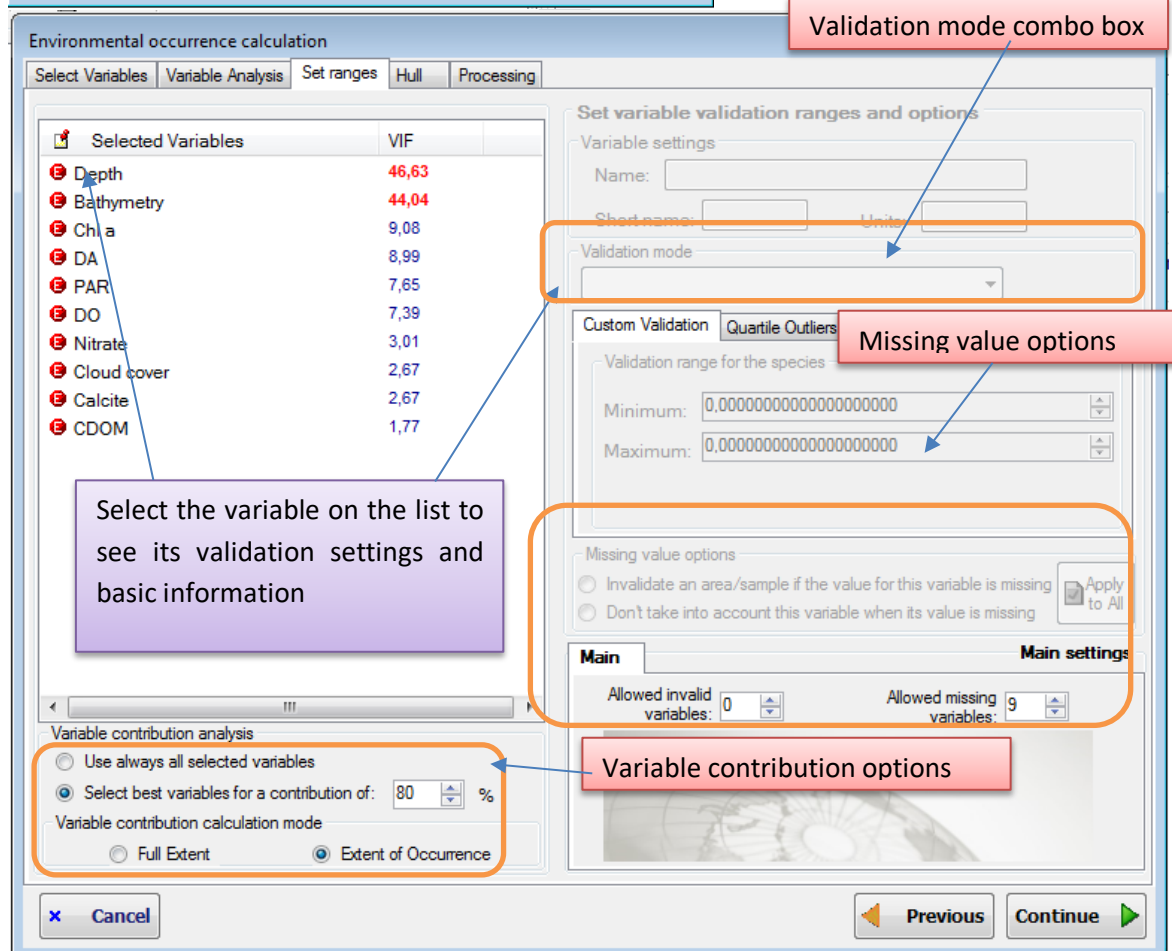 Validation mode combo box
Environmental occurrence calculation
Select Variables Variable Analysis Set ranges Hull Processing
Selected Variables VIF
Depth 46,63
Bathymetry 44,04
Chl a 9,08
DA 8,99
PAR 7,65
DO 7,39
Nitrate 3,01
Cloud cover 2,67
Calcite 2,67
CDOM 1,77
Select the variable on the list to
see its validation settings and
basic information
Variable contribution analysis
Use always all selected variables
Select best variables for a contribution of: 80 %
Variable contribution calculation mode
Full Extent Extent of Occurrence
Set variable validation ranges and options
Variable settings
Name:
Short name: Units:
Validation mode
Custom Validation Quartile Outliers
Missing value options
Validation range for the species
Minimum: 0,00000000000000000000
Maximum: 0,00000000000000000000
Missing value options
Invalidate an area/sample if the value for this variable is missing
Don't take into account this variable when its value is missing
Apply
to All
Main Main settings
Allowed invalid
variables: 0
Allowed missing
variables: 9
Variable contribution options
Cancel Previous Continue